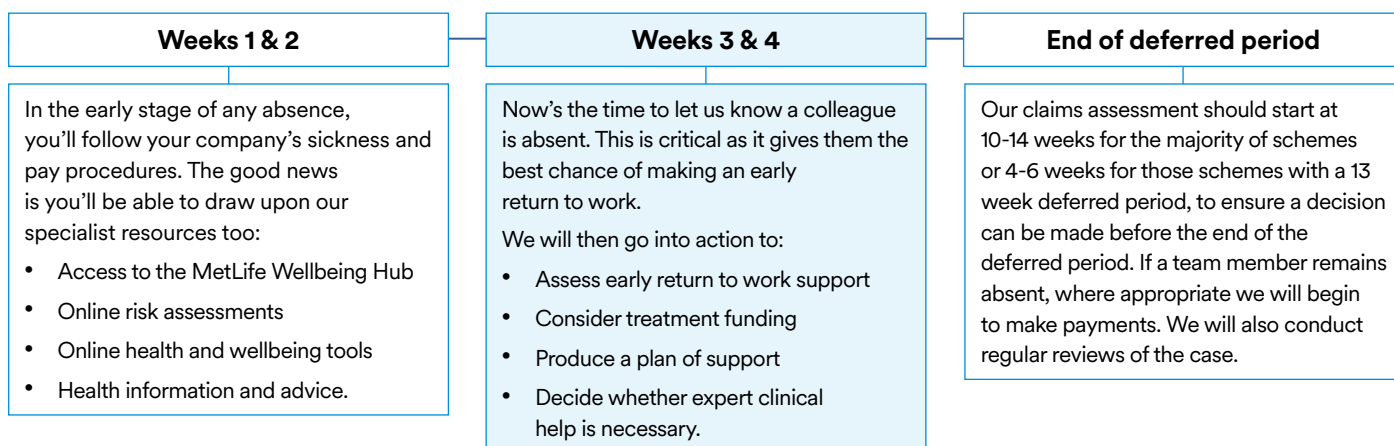 Weeks 1 & 2
In the early stage of any absence,
you'll follow your company's sickness and
pay procedures. The good news
is you'll be able to draw upon our
specialist resources too:
• Access to the MetLife Wellbeing Hub
• Online risk assessments
• Online health and wellbeing tools
• Health information and advice.
Weeks 3 & 4
Now's the time to let us know a colleague
is absent. This is critical as it gives them the
best chance of making an early
return to work.
We will then go into action to:
• Assess early return to work support
• Consider treatment funding
• Produce a plan of support
• Decide whether expert clinical
help is necessary.
End of deferred period
Our claims assessment should start at
10-14 weeks for the majority of schemes
or 4-6 weeks for those schemes with a 13
week deferred period, to ensure a decision
can be made before the end of the
deferred period. If a team member remains
absent, where appropriate we will begin
to make payments. We will also conduct
regular reviews of the case.